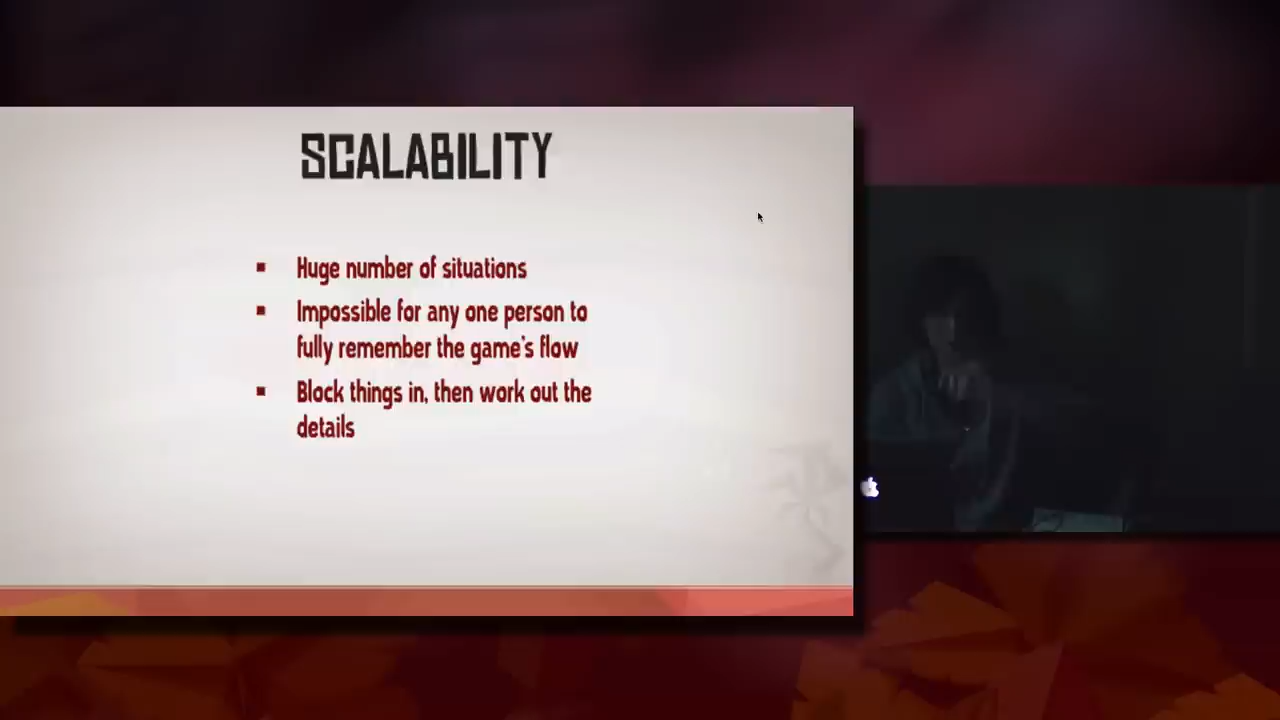 SCALABILITY
▪ Huge number of situations
▪ Impossible for any one person to
fully remember the game's flow
▪ Block things in, then work out the
details